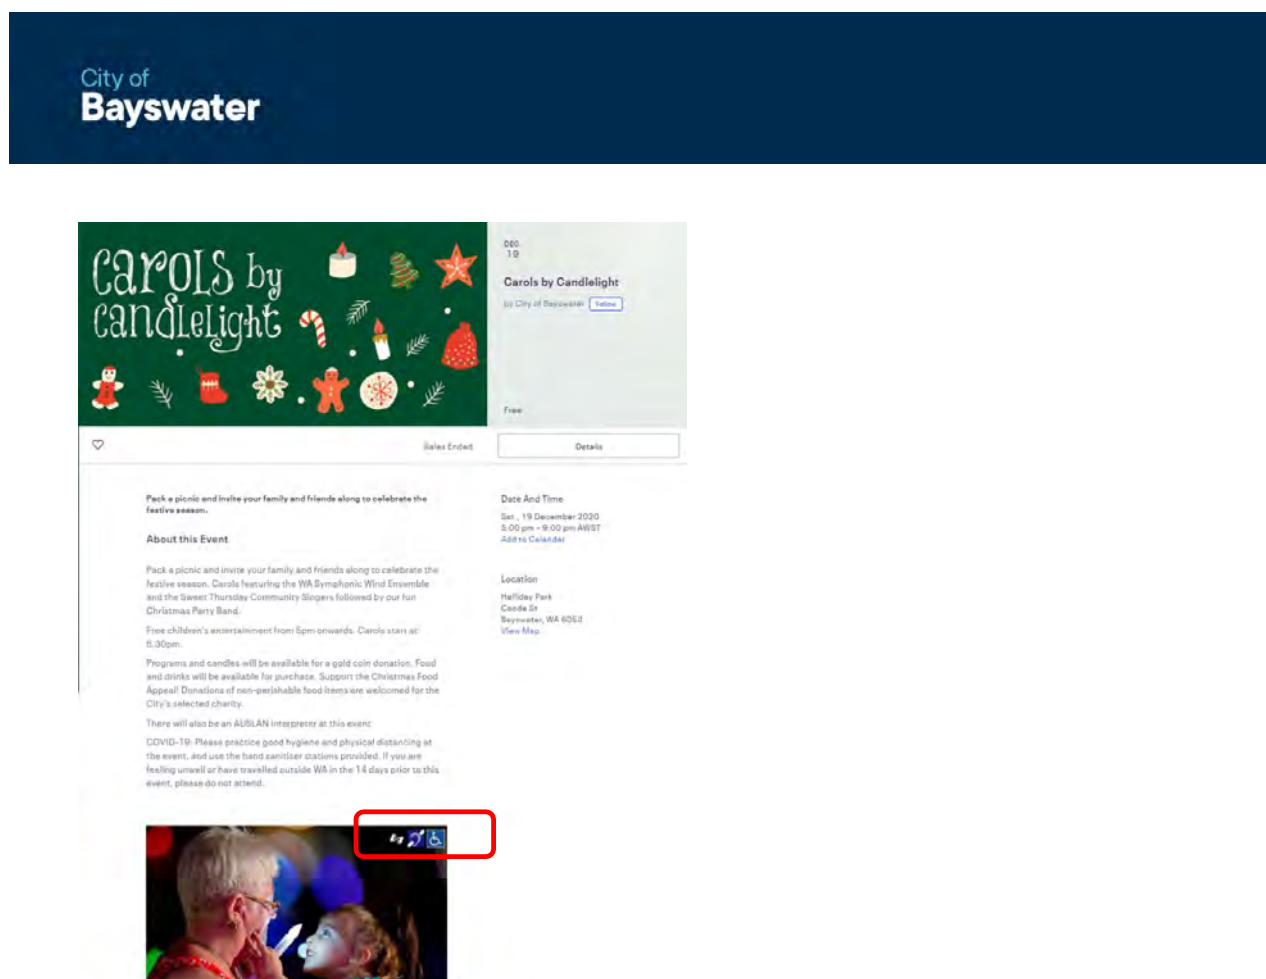 City of
Bayswater
CAROLS by
CANDLELIGHT
DEC
19
Carols by Candlelight
by City of Bayswater Follow
Free
Sales Ended
Details
Pack a picnic and invite your family and friends along to celebrate the
festive season.
About this Event
Pack a picnic and invite your family and friends along to celebrate the
festive season. Carols featuring the WA Symphonic Wind Ensemble
and the Sweet Thursday Community Singers followed by our fun
Christmas Party Band.
Free children's entertainment from 5pm onwards. Carols start at
6.30pm.
Programs and candles will be available for a gold coin donation. Food
and drinks will be available for purchase. Support the Christmas Food
Appeal! Donations of non-perishable food items are welcomed for the
City's selected charity.
There will also be an AUSLAN interpreter at this event
COVID-19: Please practice good hygiene and physical distancing at
the event, and use the hand sanitiser stations provided. If you are
feeling unwell or have travelled outside WA in the 14 days prior to this
event, please do not attend.
Date And Time
Sat., 19 December 2020
5:00 pm – 9:00 pm AWST
Add to Calendar
Location
Halliday Park
Coode St
Bayswater, WA 6053
View Map